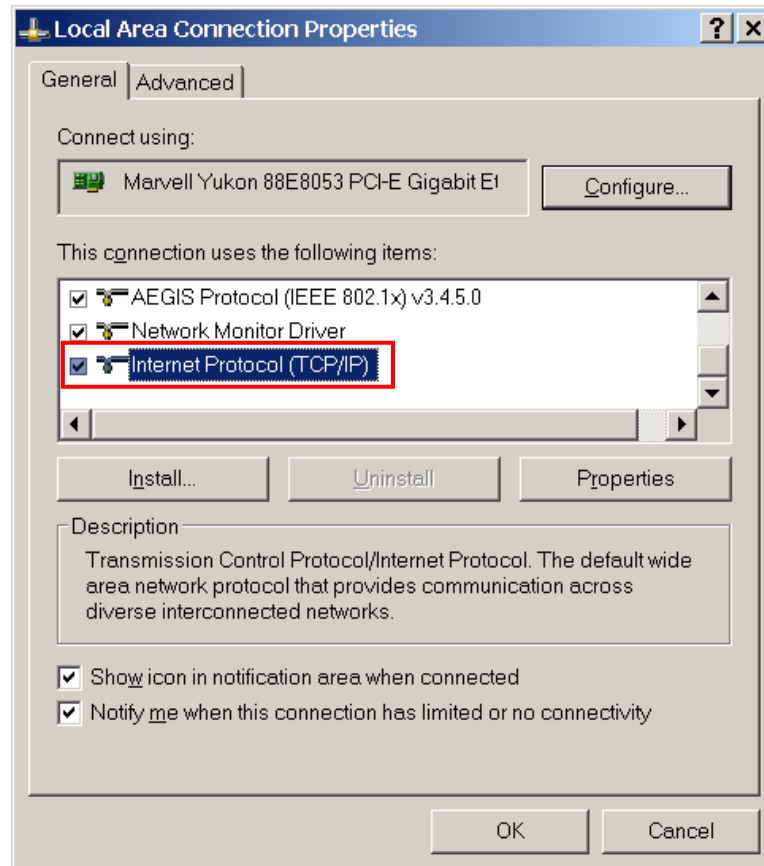 Local Area Connection Properties
General Advanced
Connect using:
Marvell Yukon 88E8053 PCI-E Gigabit Et
Configure...
This connection uses the following items:
AEGIS Protocol (IEEE 802.1x) v3.4.5.0
Network Monitor Driver
Internet Protocol (TCP/IP)
Install... Uninstall Properties
Description
Transmission Control Protocol/Internet Protocol. The default wide
area network protocol that provides communication across
diverse interconnected networks.
Show icon in notification area when connected
Notify me when this connection has limited or no connectivity
OK Cancel